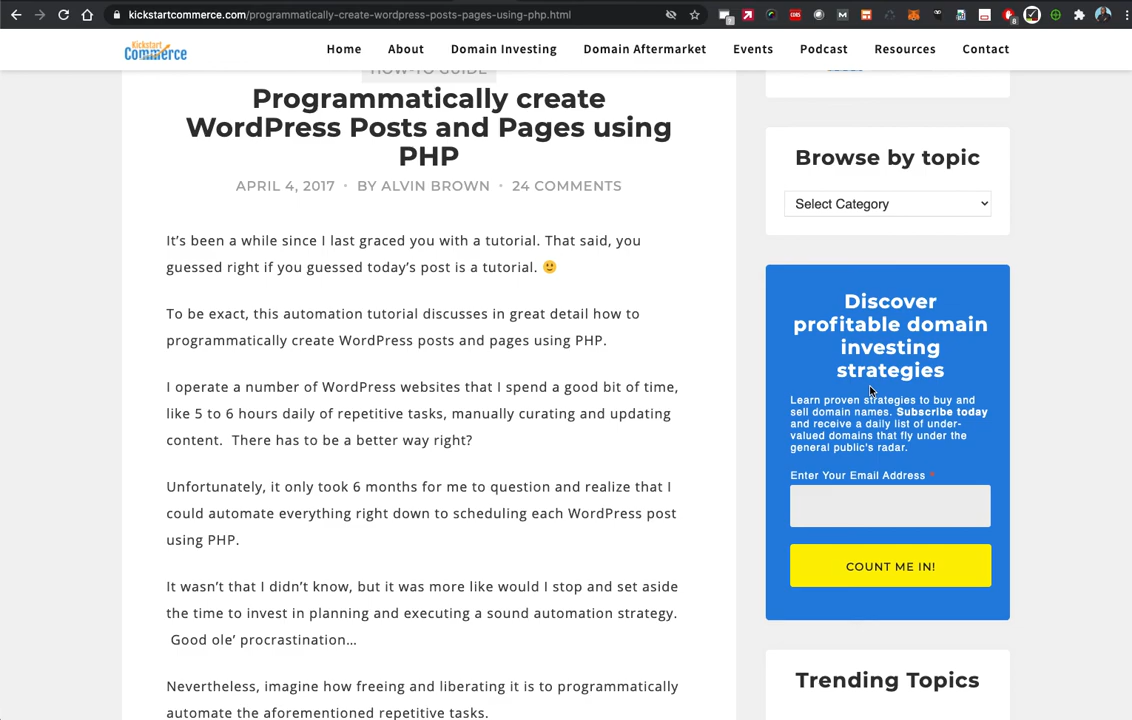 kickstartcommerce.com/programmatically-create-wordpress-posts-pages-using-php.html
Kickstart
Commerce
Home About Domain Investing Domain Aftermarket Events Podcast Resources Contact
HOW-TO GUIDE
Programmatically create
WordPress Posts and Pages using
PHP
APRIL 4, 2017 • BY ALVIN BROWN • 24 COMMENTS
It’s been a while since I last graced you with a tutorial. That said, you
guessed right if you guessed today’s post is a tutorial. 🙂
To be exact, this automation tutorial discusses in great detail how to
programmatically create WordPress posts and pages using PHP.
I operate a number of WordPress websites that I spend a good bit of time,
like 5 to 6 hours daily of repetitive tasks, manually curating and updating
content.  There has to be a better way right?
Unfortunately, it only took 6 months for me to question and realize that I
could automate everything right down to scheduling each WordPress post
using PHP.
It wasn’t that I didn’t know, but it was more like would I stop and set aside
the time to invest in planning and executing a sound automation strategy.
Good ole’ procrastination…
Nevertheless, imagine how freeing and liberating it is to programmatically
automate the aforementioned repetitive tasks.
Browse by topic
Select Category
Discover
profitable domain
investing
strategies
Learn proven strategies to buy and
sell domain names. Subscribe today
and receive a daily list of under-
valued domains that fly under the
general public's radar.
Enter Your Email Address *
COUNT ME IN!
Trending Topics